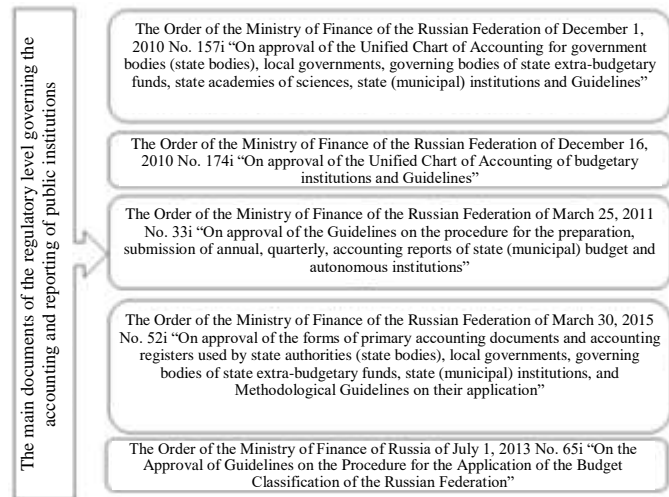 The main documents of the regulatory level governing the
accounting and reporting of public institutions
The Order of the Ministry of Finance of the Russian Federation of December 1,
2010 No. 157i “On approval of the Unified Chart of Accounting for government
bodies (state bodies), local governments, governing bodies of state extra-budgetary
funds, state academies of sciences, state (municipal) institutions and Guidelines”
The Order of the Ministry of Finance of the Russian Federation of December 16,
2010 No. 174i “On approval of the Unified Chart of Accounting of budgetary
institutions and Guidelines”
The Order of the Ministry of Finance of the Russian Federation of March 25, 2011
No. 33i “On approval of the Guidelines on the procedure for the preparation,
submission of annual, quarterly, accounting reports of state (municipal) budget and
autonomous institutions”
The Order of the Ministry of Finance of the Russian Federation of March 30, 2015
No. 52i “On approval of the forms of primary accounting documents and accounting
registers used by state authorities (state bodies), local governments, governing
bodies of state extra-budgetary funds, state (municipal) institutions, and
Methodological Guidelines on their application”
The Order of the Ministry of Finance of Russia of July 1, 2013 No. 65i “On the
Approval of Guidelines on the Procedure for the Application of the Budget
Classification of the Russian Federation”